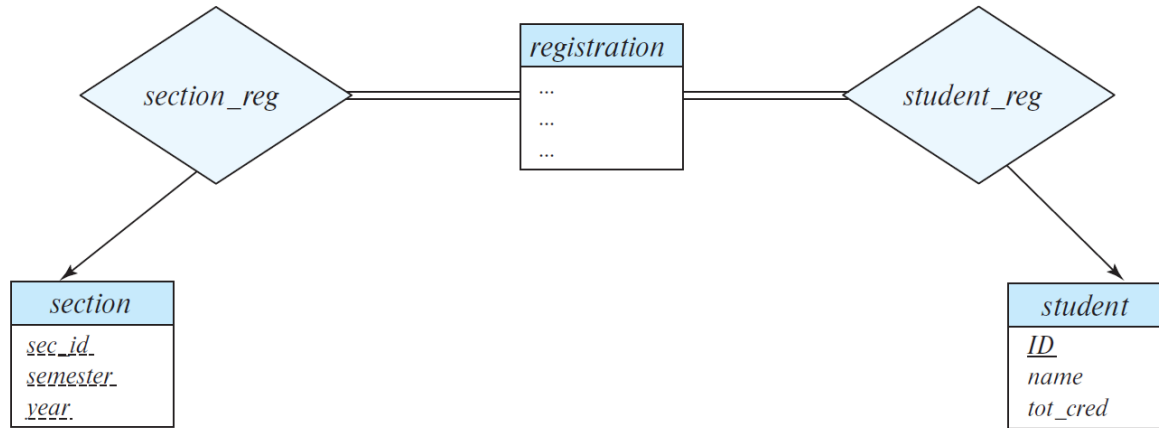 section_reg
registration
...
...
...
student_reg
section
sec_id
semester
year
student
ID
name
tot_cred